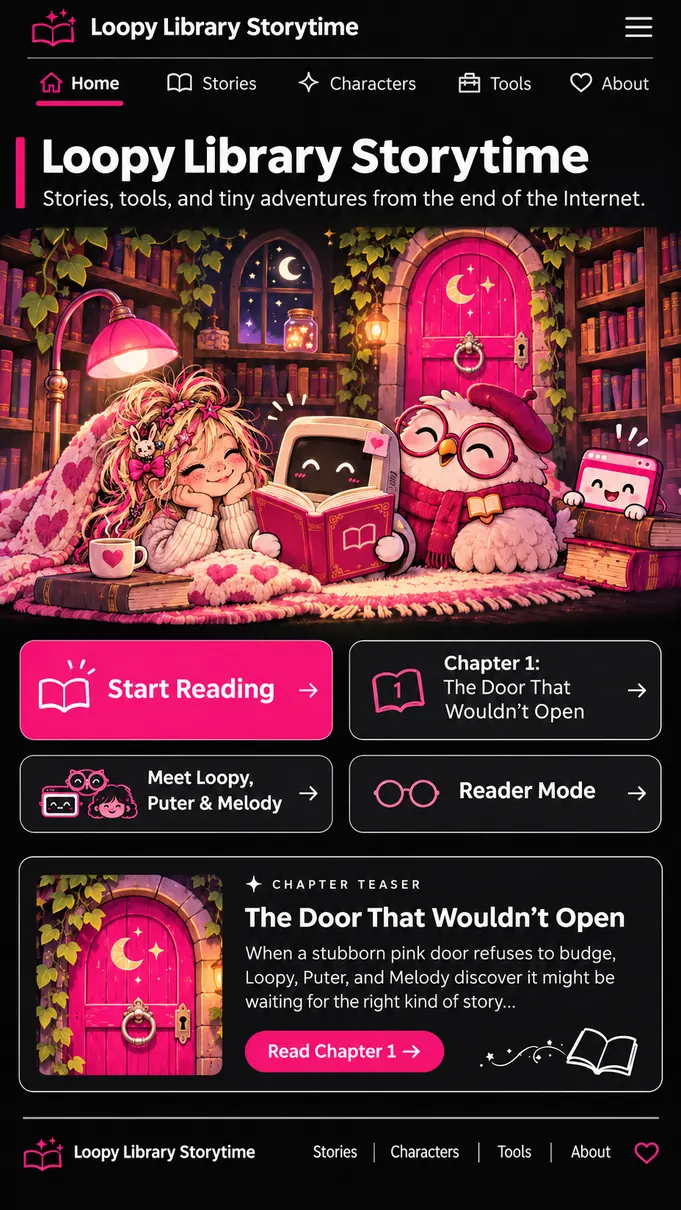 Loopy Library Storytime
Home
Stories
Characters
Tools
About
Loopy Library Storytime
Stories, tools, and tiny adventures from the end of the Internet.
Start Reading →
1
Chapter 1:
The Door That
Wouldn’t Open
→
Meet Loopy,
Puter & Melody
→
Reader Mode →
CHAPTER TEASER
The Door That Wouldn’t Open
When a stubborn pink door refuses to budge,
Loopy, Puter, and Melody discover it might be
waiting for the right kind of story...
Read Chapter 1 →
Loopy Library Storytime
Stories | Characters | Tools | About